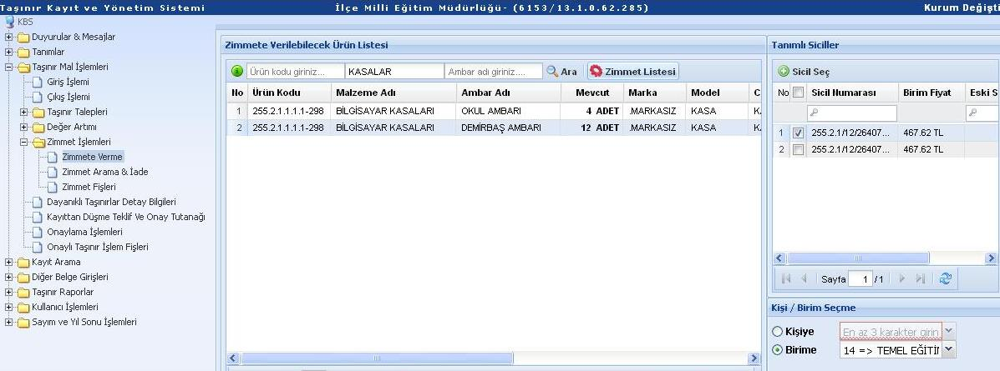 Taşınır Kayıt ve Yönetim Sistemi
İlçe Milli Eğitim Müdürlüğü- (6153/13.1.0.62.285)
Kurum Değişti
KBS
Duyurular & Mesajlar
Tanımlar
Taşınır Mal İşlemleri
Giriş İşlemi
Çıkış İşlemi
Taşınır Talepleri
Değer Artımı
Zimmet İşlemleri
Zimmete Verme
Zimmet Arama & İade
Zimmet Fişleri
Dayanıklı Taşınırlar Detay Bilgileri
Kayıttan Düşme Teklif Ve Onay Tutanağı
Onaylama İşlemleri
Onaylı Taşınır İşlem Fişleri
Kayıt Arama
Diğer Belge Girişleri
Taşınır Raporlar
Kullanıcı İşlemleri
Sayım ve Yıl Sonu İşlemleri
Zimmete Verilebilecek Ürün Listesi
Ürün kodu giriniz... KASALAR Ambar adı giriniz.... Ara Zimmet Listesi
No Ürün Kodu Malzeme Adı Ambar Adı Mevcut Marka Model C
1 255.2.1.1.1.1-298 BİLGİSAYAR KASALARI OKUL AMBARI 4 ADET .MARKASIZ KASA K.
2 255.2.1.1.1.1-298 BİLGİSAYAR KASALARI DEMİRBAŞ AMBARI 12 ADET .MARKASIZ KASA K.
Tanımlı Siciller
Sicil Seç
No Sicil Numarası Birim Fiyat Eski S
1 255.2.1/12/26407... 467.62 TL
2 255.2.1/12/26407... 467.62 TL
Sayfa 1 /1
Kişi / Birim Seçme
Kişiye En az 3 karakter girin
Birime 14 => TEMEL EĞİTİ